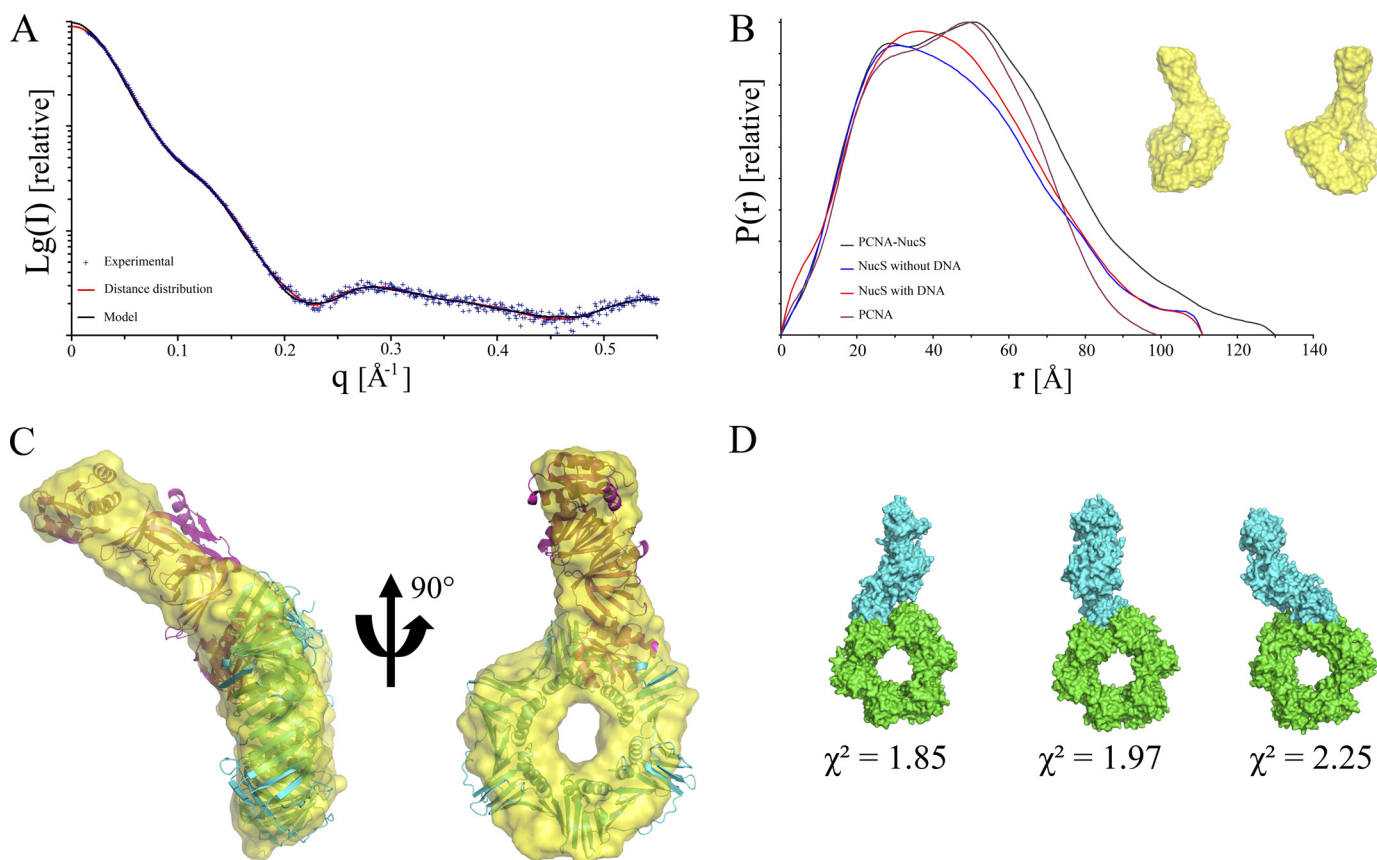 A
Lg(I) [relative]
Experimental
Distance distribution
Model
0
0.1
0.2
0.3
0.4
0.5
q [Å-1]
B
P(r) [relative]
PCNA-NucS
NucS without DNA
NucS with DNA
PCNA
0
20
40
60
80
100
120
140
r [Å]
C
90°
D
χ² = 1.85
χ² = 1.97
χ² = 2.25